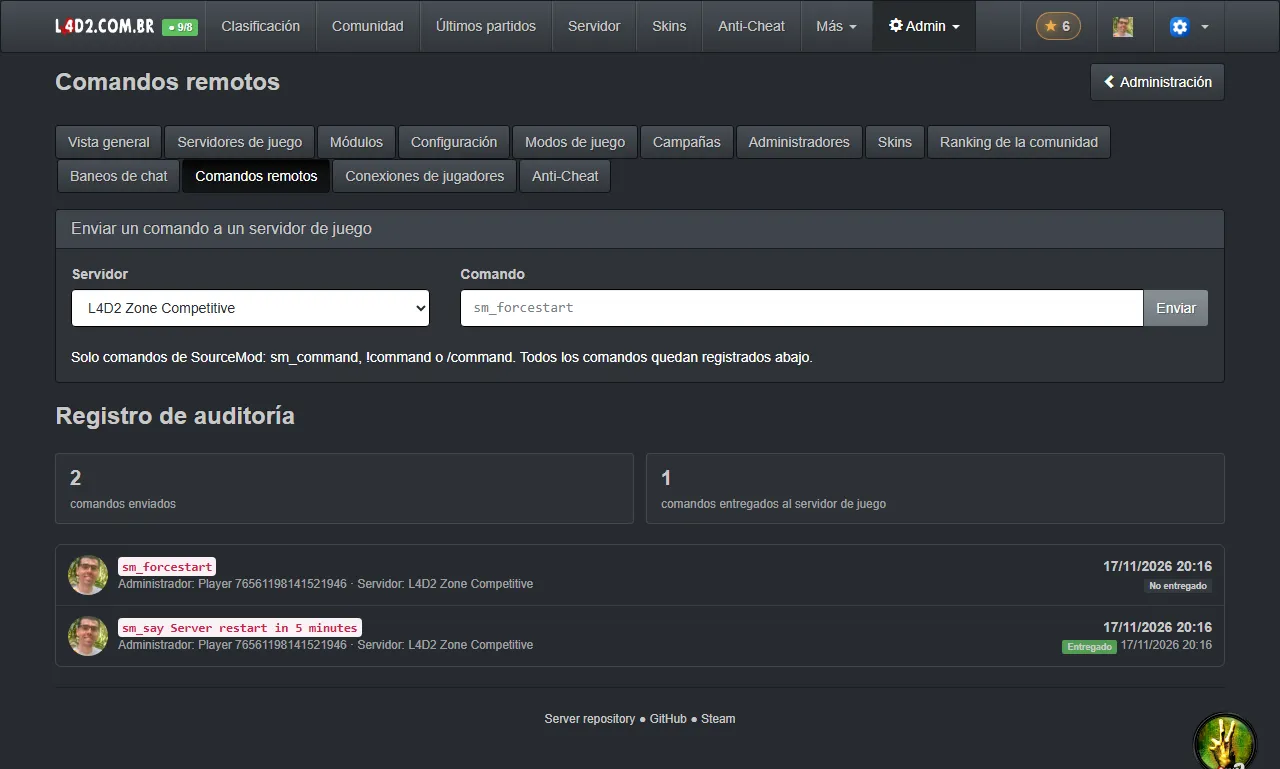 L4D2.COM.BR ● 9/8 Clasificación Comunidad Últimos partidos Servidor Skins Anti-Cheat Más Admin 6
Comandos remotos
Administración
Vista general Servidores de juego Módulos Configuración Modos de juego Campañas Administradores Skins Ranking de la comunidad
Baneos de chat Comandos remotos Conexiones de jugadores Anti-Cheat
Enviar un comando a un servidor de juego
Servidor Comando
L4D2 Zone Competitive sm_forcestart Enviar
Solo comandos de SourceMod: sm_command, !command o /command. Todos los comandos quedan registrados abajo.
Registro de auditoría
2 1
comandos enviados comandos entregados al servidor de juego
sm_forcestart 17/11/2026 20:16
Administrador: Player 76561198141521946 · Servidor: L4D2 Zone Competitive No entregado
sm_say Server restart in 5 minutes 17/11/2026 20:16
Administrador: Player 76561198141521946 · Servidor: L4D2 Zone Competitive Entregado 17/11/2026 20:16
Server repository ● GitHub ● Steam